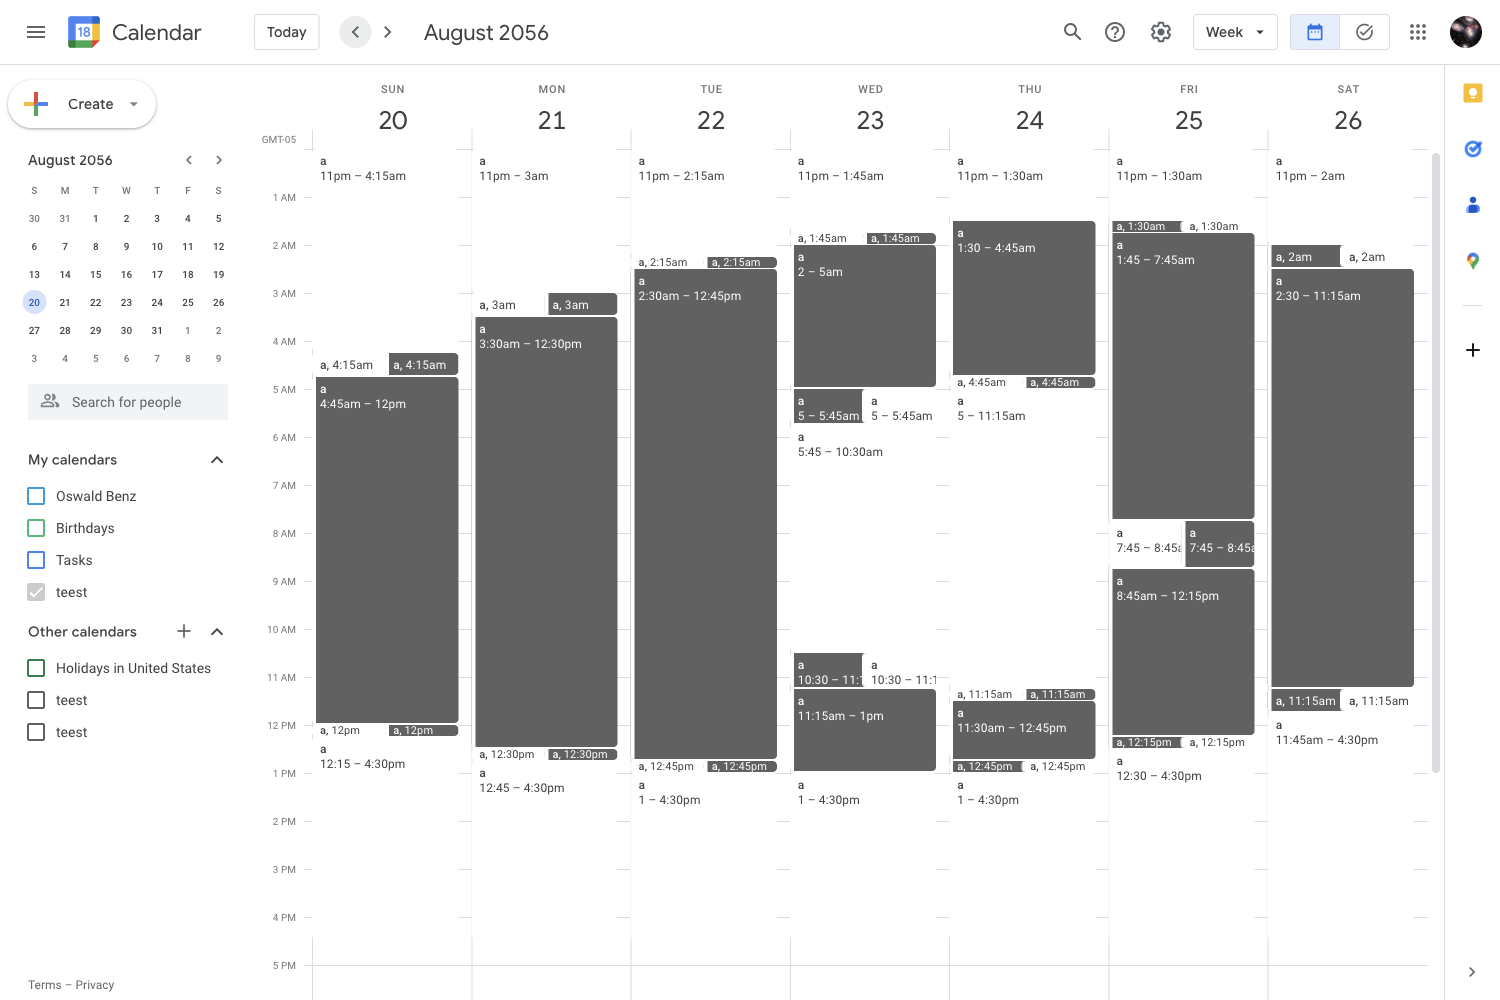 18
Calendar
Today
August 2056
Week
Create
August 2056
S M T W T F S
30 31 1 2 3 4 5
6 7 8 9 10 11 12
13 14 15 16 17 18 19
20 21 22 23 24 25 26
27 28 29 30 31 1 2
3 4 5 6 7 8 9
Search for people
My calendars
Oswald Benz
Birthdays
Tasks
teest
Other calendars
Holidays in United States
teest
teest
Terms – Privacy
GMT-05
1 AM
2 AM
3 AM
4 AM
5 AM
6 AM
7 AM
8 AM
9 AM
10 AM
11 AM
12 PM
1 PM
2 PM
3 PM
4 PM
5 PM
SUN
20
a
11pm – 4:15am
a, 4:15am
a, 4:15am
a
4:45am – 12pm
a, 12pm
a, 12pm
a
12:15 – 4:30pm
MON
21
a
11pm – 3am
a, 3am
a, 3am
a
3:30am – 12:30pm
a, 12:30pm
a, 12:30pm
a
12:45 – 4:30pm
TUE
22
a
11pm – 2:15am
a, 2:15am
a, 2:15am
a
2:30am – 12:45pm
a, 12:45pm
a, 12:45pm
a
1 – 4:30pm
WED
23
a
11pm – 1:45am
a, 1:45am
a, 1:45am
a
2 – 5am
a
5 – 5:45am
a
5 – 5:45am
a
5:45 – 10:30am
a
10:30 – 11:1
a
10:30 – 11:1
a
11:15am – 1pm
a
1 – 4:30pm
THU
24
a
11pm – 1:30am
a
1:30 – 4:45am
a, 4:45am
a, 4:45am
a
5 – 11:15am
a, 11:15am
a, 11:15am
a
11:30am – 12:45pm
a, 12:45pm
a, 12:45pm
a
1 – 4:30pm
FRI
25
a
11pm – 1:30am
a, 1:30am
a, 1:30am
a
1:45 – 7:45am
a
7:45 – 8:45a
a
7:45 – 8:45a
a
8:45am – 12:15pm
a, 12:15pm
a, 12:15pm
a
12:30 – 4:30pm
SAT
26
a
11pm – 2am
a, 2am
a, 2am
a
2:30 – 11:15am
a, 11:15am
a, 11:15am
a
11:45am – 4:30pm